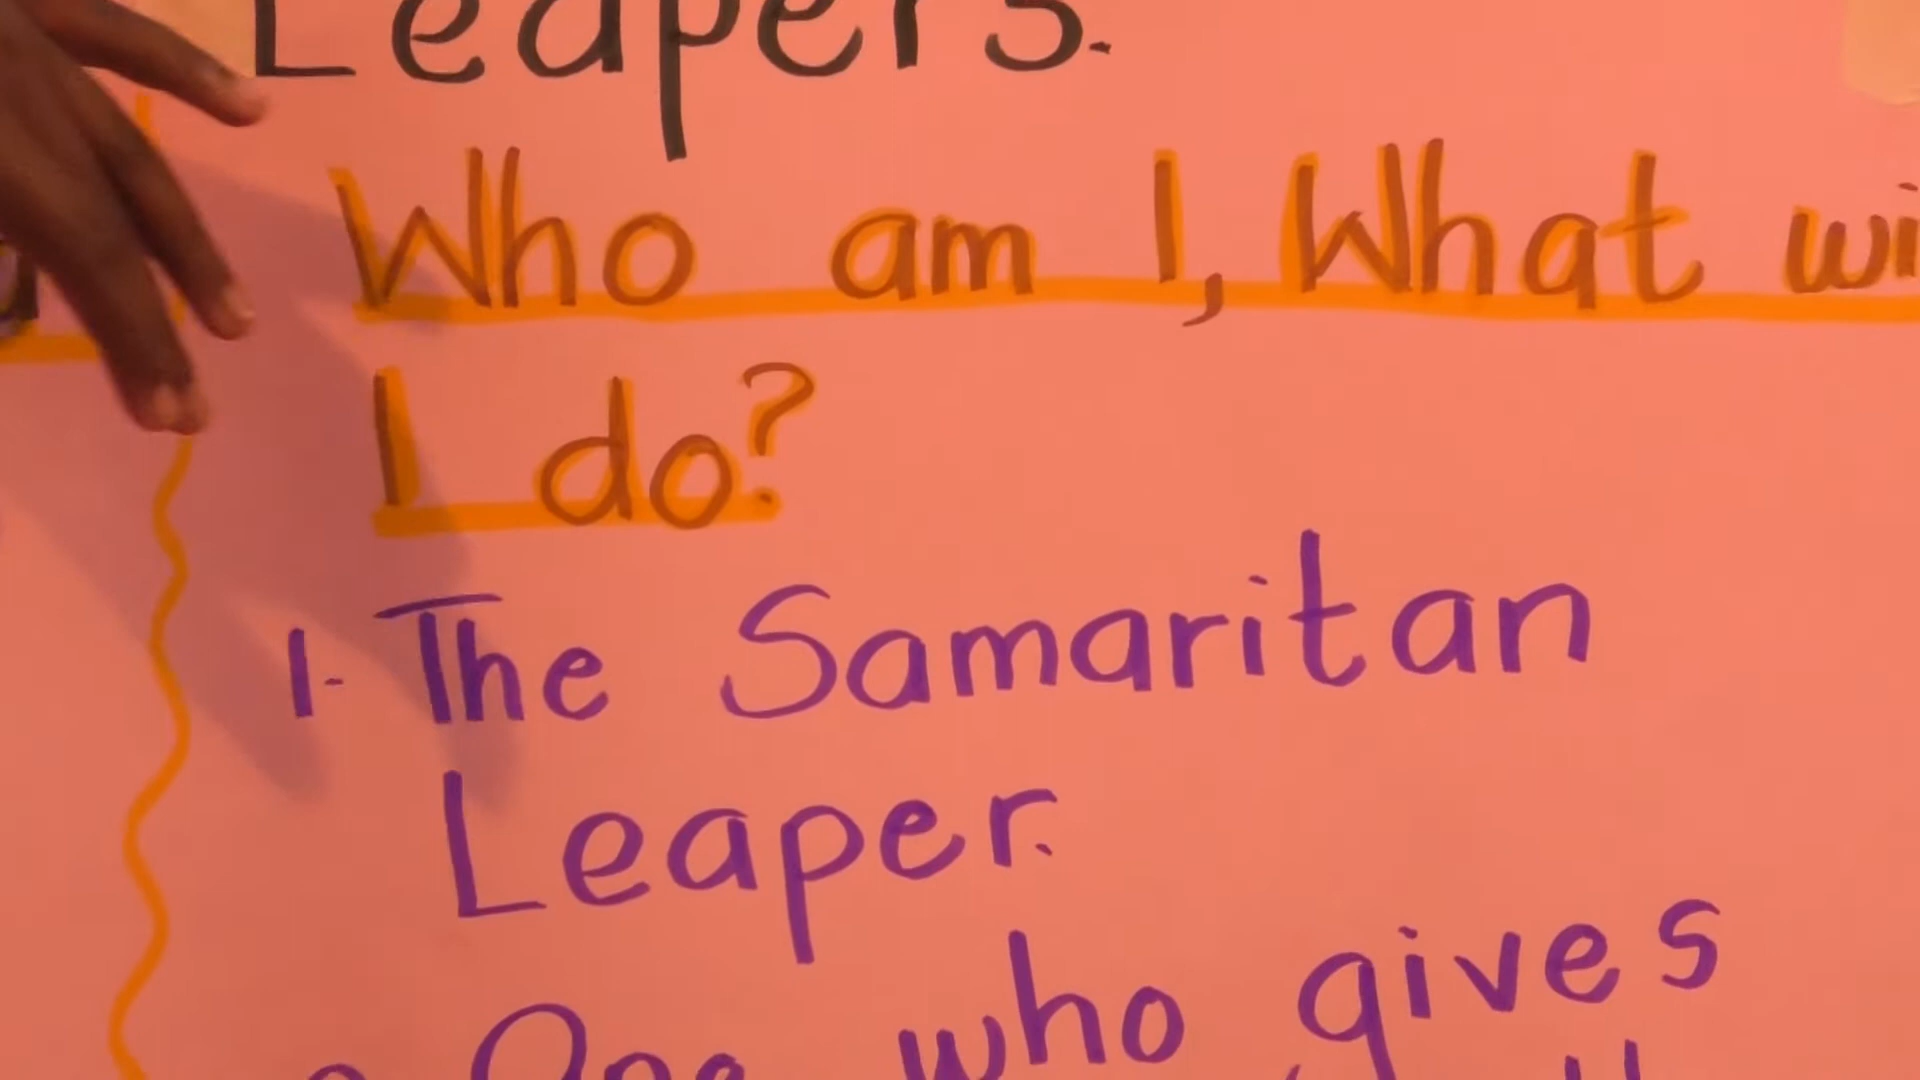 Leapers.
Who am I, What wi
I do?
1- The Samaritan
Leaper.
One who gives